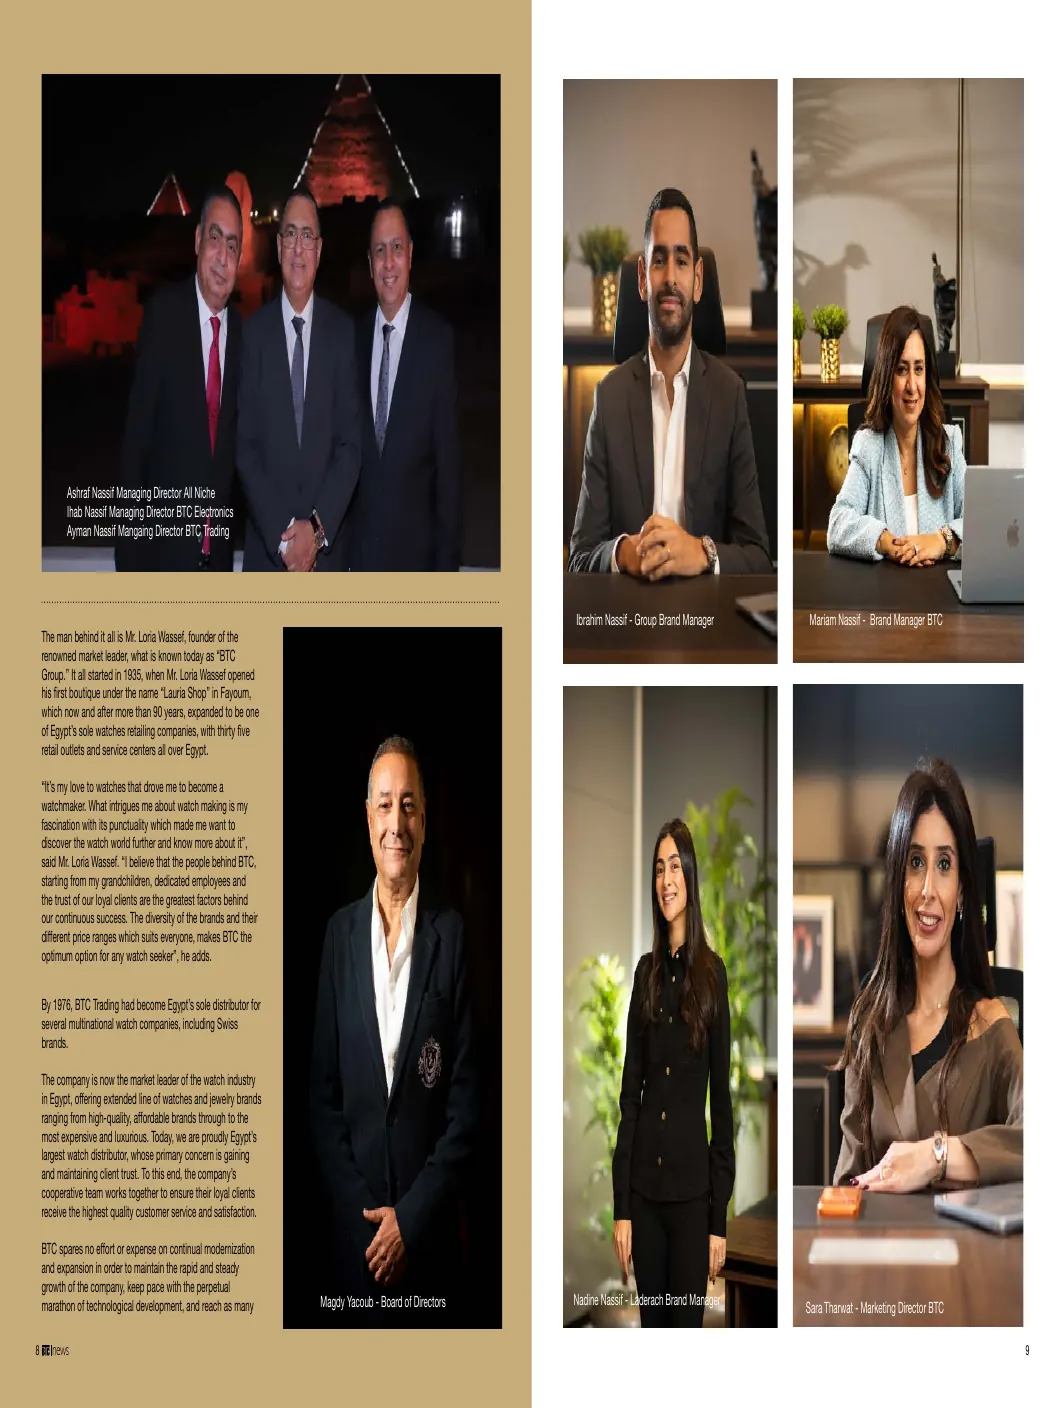 Ashraf Nassif Managing Director All Niche
Ihab Nassif Managing Director BTC Electronics
Ayman Nassif Mangaing Director BTC Trading
The man behind it all is Mr. Loria Wassef, founder of the
renowned market leader, what is known today as “BTC
Group.” It all started in 1935, when Mr. Loria Wassef opened
his first boutique under the name “Lauria Shop” in Fayoum,
which now and after more than 90 years, expanded to be one
of Egypt’s sole watches retailing companies, with thirty five
retail outlets and service centers all over Egypt.
“It’s my love to watches that drove me to become a
watchmaker. What intrigues me about watch making is my
fascination with its punctuality which made me want to
discover the watch world further and know more about it”,
said Mr. Loria Wassef. “I believe that the people behind BTC,
starting from my grandchildren, dedicated employees and
the trust of our loyal clients are the greatest factors behind
our continuous success. The diversity of the brands and their
different price ranges which suits everyone, makes BTC the
optimum option for any watch seeker”, he adds.
By 1976, BTC Trading had become Egypt’s sole distributor for
several multinational watch companies, including Swiss
brands.
The company is now the market leader of the watch industry
in Egypt, offering extended line of watches and jewelry brands
ranging from high-quality, affordable brands through to the
most expensive and luxurious. Today, we are proudly Egypt’s
largest watch distributor, whose primary concern is gaining
and maintaining client trust. To this end, the company’s
cooperative team works together to ensure their loyal clients
receive the highest quality customer service and satisfaction.
BTC spares no effort or expense on continual modernization
and expansion in order to maintain the rapid and steady
growth of the company, keep pace with the perpetual
marathon of technological development, and reach as many
Magdy Yacoub - Board of Directors
8 BTC news
Ibrahim Nassif - Group Brand Manager
Mariam Nassif - Brand Manager BTC
Nadine Nassif - Laderach Brand Manager
Sara Tharwat - Marketing Director BTC
9